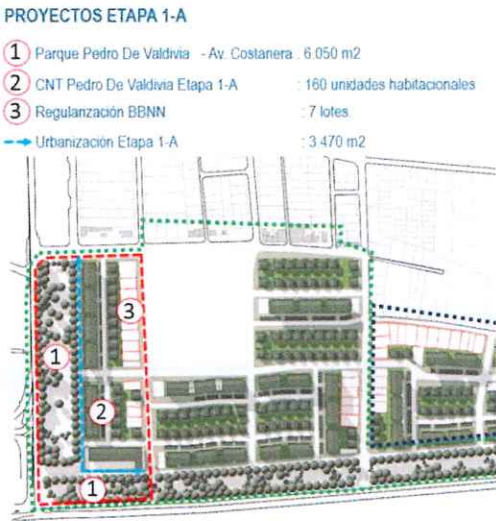 PROYECTOS ETAPA 1-A
1 Parque Pedro De Valdivia - Av. Costanera : 6.050 m2
2 CNT Pedro De Valdivia Etapa 1-A : 160 unidades habitacionales
3 Regularización BBNN : 7 lotes
Urbanización Etapa 1-A : 3.470 m2
3
1
2
1